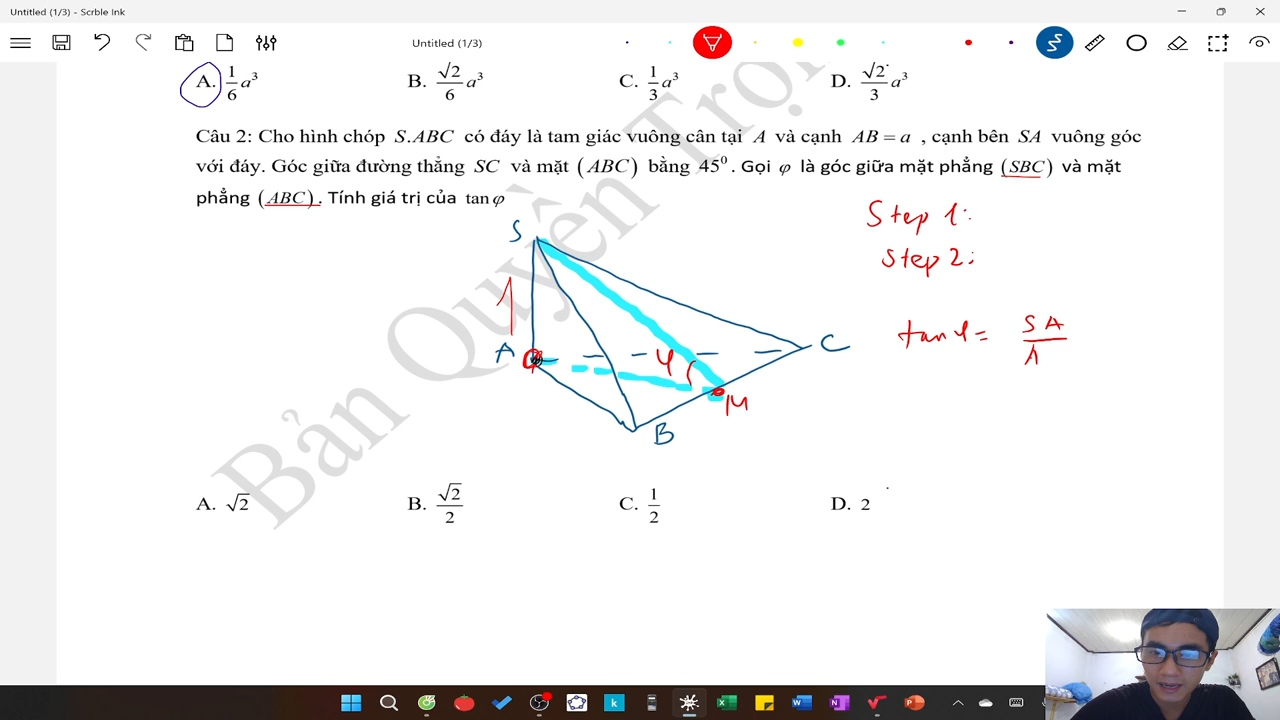 Untitled (1/3) - Scrble Ink
Untitled (1/3)
A. 1/6 a³ B. √2/6 a³ C. 1/3 a³ D. √2/3 a³
Câu 2: Cho hình chóp S.ABC có đáy là tam giác vuông cân tại A và cạnh AB = a , cạnh bên SA vuông góc
với đáy. Góc giữa đường thẳng SC và mặt (ABC) bằng 45⁰. Gọi φ là góc giữa mặt phẳng (SBC) và mặt
phẳng (ABC). Tính giá trị của tan φ
Step 1:
Step 2:
S
tan φ = SA/A
A
φ
C
M
B
A. √2 B. √2/2 C. 1/2 D. 2
Bản Quyền Trọn